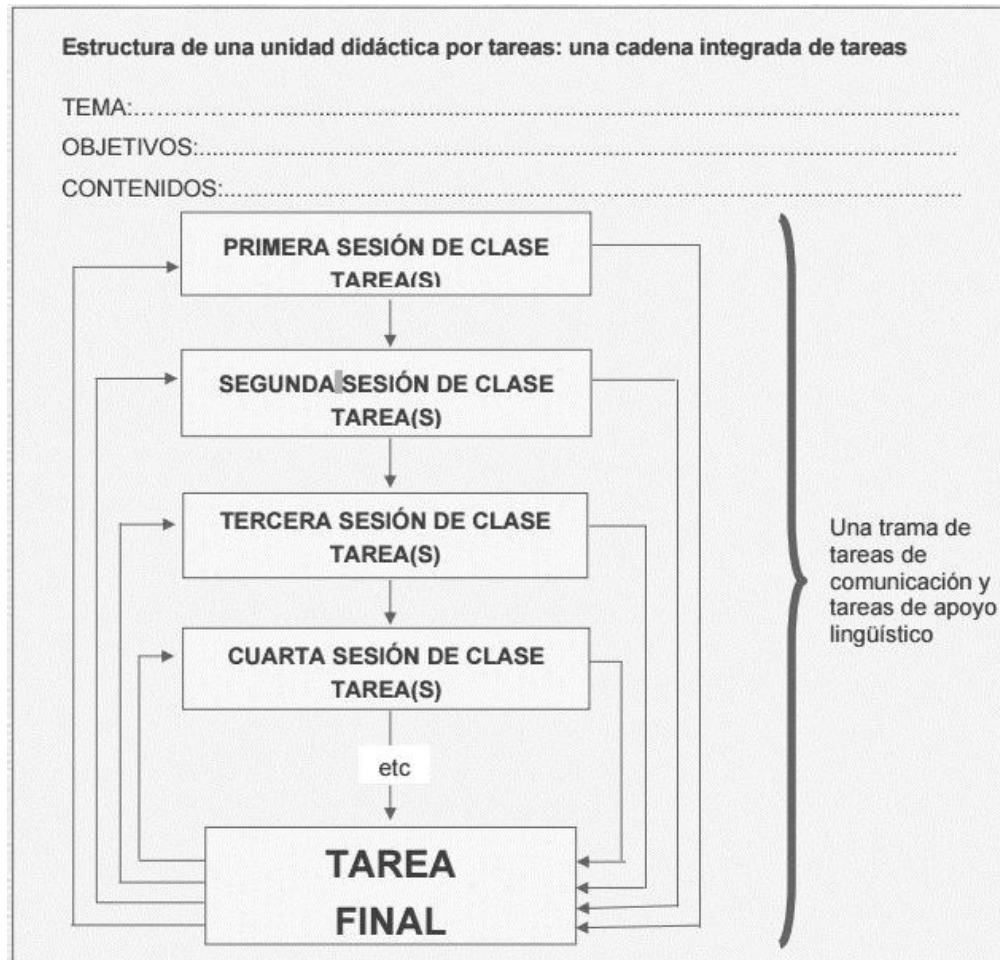 Estructura de una unidad didáctica por tareas: una cadena integrada de tareas
TEMA:………………...........................................................................................................
OBJETIVOS:....................................................................................................................
CONTENIDOS:.................................................................................................................
PRIMERA SESIÓN DE CLASE
TAREA(S)
SEGUNDA SESIÓN DE CLASE
TAREA(S)
TERCERA SESIÓN DE CLASE
TAREA(S)
CUARTA SESIÓN DE CLASE
TAREA(S)
etc
TAREA
FINAL
Una trama de
tareas de
comunicación y
tareas de apoyo
lingüístico